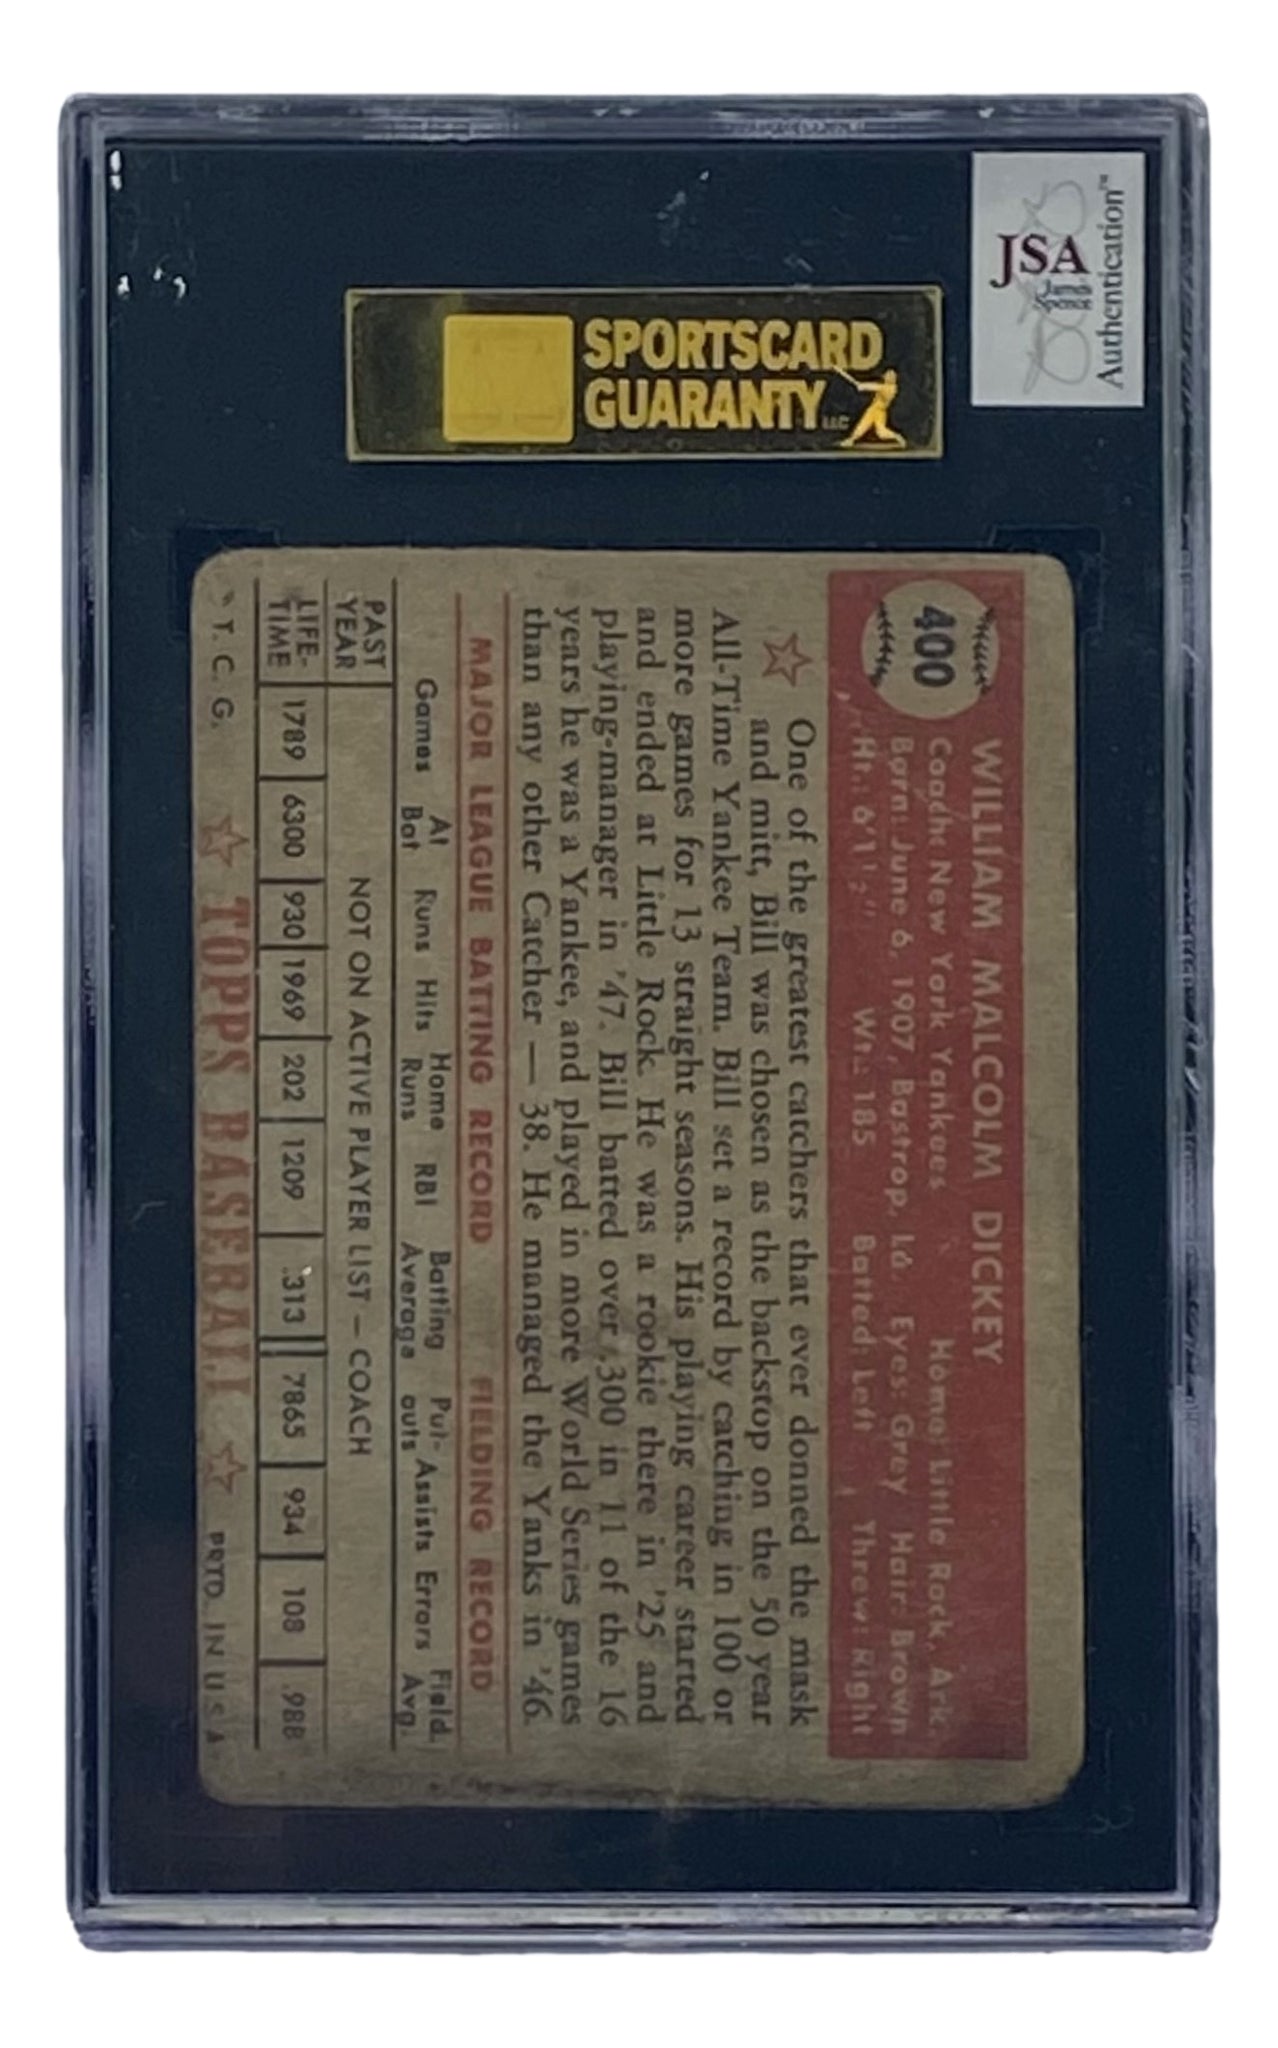 JSA
James
Spence
Authentication™
SPORTSCARD
GUARANTY LLC
400
WILLIAM MALCOLM DICKEY
Coach: New York Yankees Home: Little Rock, Ark.
Born: June 6, 1907, Bastrop, La. Eyes: Grey Hair: Brown
Ht.: 6'1½" Wt.: 185 Batted: Left Threw: Right
One of the greatest catchers that ever donned the mask
and mitt, Bill was chosen as the backstop on the 50 year
All-Time Yankee Team. Bill set a record by catching in 100 or
more games for 13 straight seasons. His playing career started
and ended at Little Rock. He was a rookie there in '25 and
playing-manager in '47. Bill batted over .300 in 11 of the 16
years he was a Yankee, and played in more World Series games
than any other Catcher — 38. He managed the Yanks in '46.
MAJOR LEAGUE BATTING RECORD FIELDING RECORD
Games At Bat Runs Hits Home Runs RBI Batting Average Put-outs Assists Errors Field. Avg.
PAST YEAR NOT ON ACTIVE PLAYER LIST — COACH
LIFE-TIME 1789 6300 930 1969 202 1209 .313 7865 934 108 .988
T. C. G. TOPPS BASEBALL PRTD. IN U.S.A.